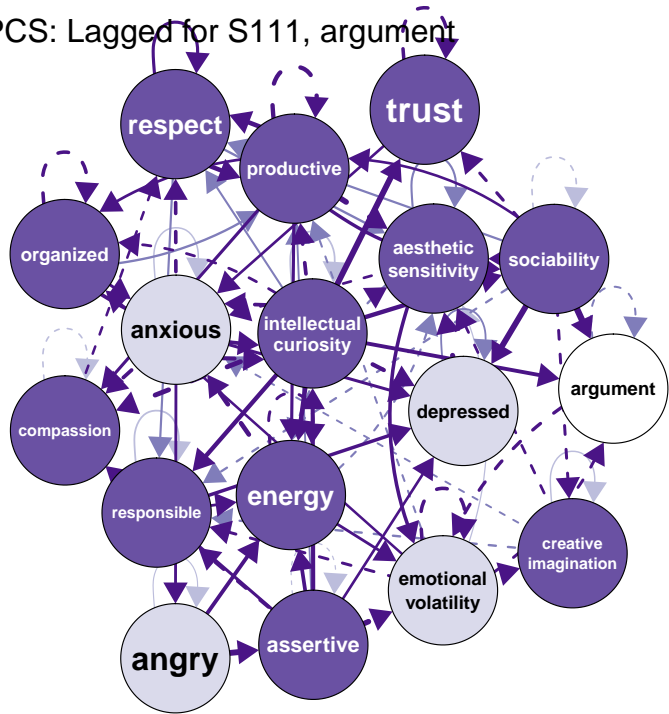 PCS: Lagged for S111, argument
trust
respect
productive
organized
aesthetic
sensitivity
sociability
anxious
intellectual
curiosity
argument
depressed
compassion
energy
responsible
creative
imagination
emotional
volatility
assertive
angry